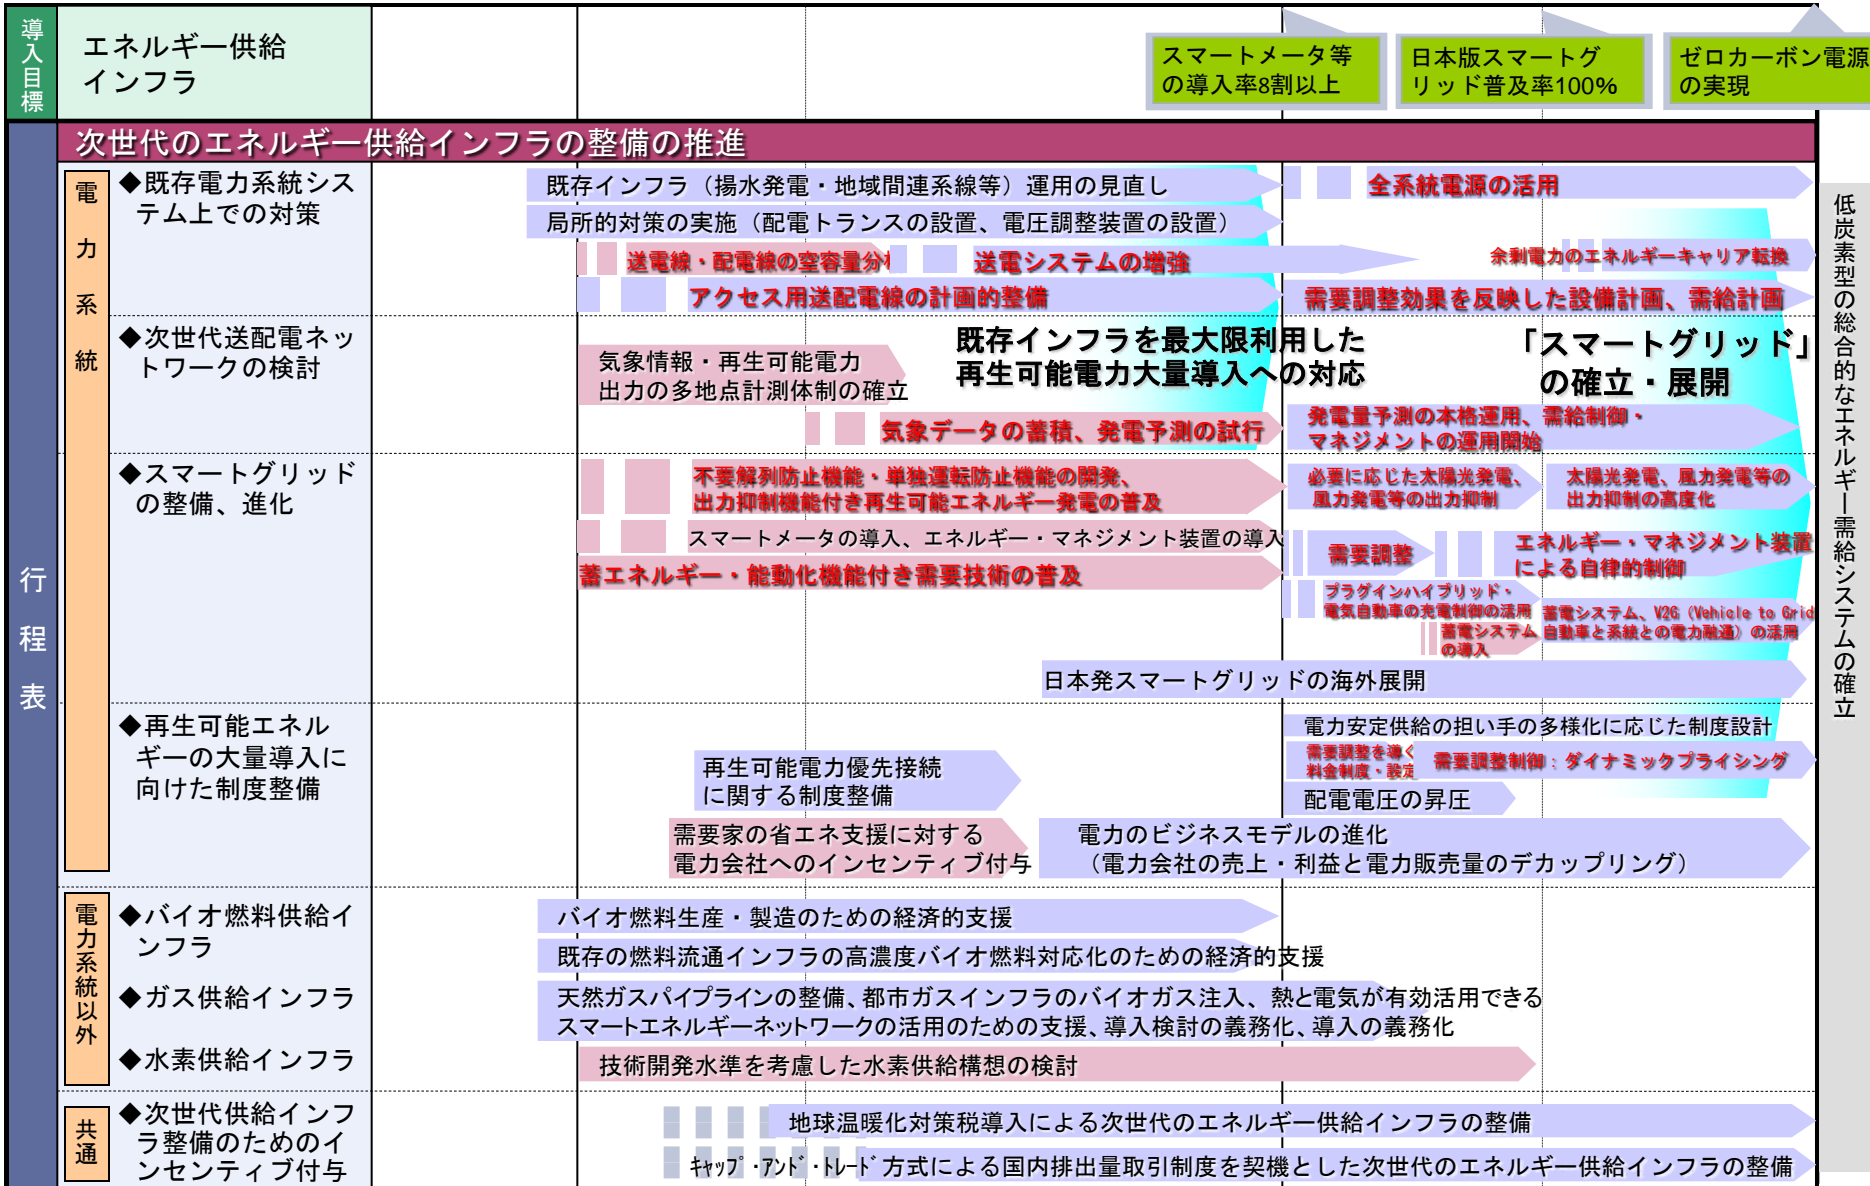 導入目標
エネルギー供給
インフラ
スマートメータ等
の導入率8割以上
日本版スマートグ
リッド普及率100%
ゼロカーボン電源
の実現
行程表
次世代のエネルギー供給インフラの整備の推進
電力系統
◆既存電力系統シス
テム上での対策
既存インフラ（揚水発電・地域間連系線等）運用の見直し
全系統電源の活用
局所的対策の実施（配電トランスの設置、電圧調整装置の設置）
送電線・配電線の空容量分析
送電システムの増強
余剰電力のエネルギーキャリア転換
アクセス用送配電線の計画的整備
需要調整効果を反映した設備計画、需給計画
◆次世代送配電ネッ
トワークの検討
気象情報・再生可能電力
出力の多地点計測体制の確立
既存インフラを最大限利用した
再生可能電力大量導入への対応
「スマートグリッド」
の確立・展開
気象データの蓄積、発電予測の試行
発電量予測の本格運用、需給制御・
マネジメントの運用開始
◆スマートグリッド
の整備、進化
不要解列防止機能・単独運転防止機能の開発、
出力抑制機能付き再生可能エネルギー発電の普及
必要に応じた太陽光発電、
風力発電等の出力抑制
太陽光発電、風力発電等の
出力抑制の高度化
スマートメータの導入、エネルギー・マネジメント装置の導入
需要調整
エネルギー・マネジメント装置
による自律的制御
蓄エネルギー・能動化機能付き需要技術の普及
プラグインハイブリッド・
電気自動車の充電制御の活用
蓄電システム
の導入
蓄電システム、V2G（Vehicle to Grid
自動車と系統との電力融通）の活用
日本発スマートグリッドの海外展開
◆再生可能エネル
ギーの大量導入に
向けた制度整備
電力安定供給の担い手の多様化に応じた制度設計
再生可能電力優先接続
に関する制度整備
需要調整を導く
料金制度・設定
需要調整制御：ダイナミックプライシング
配電電圧の昇圧
需要家の省エネ支援に対する
電力会社へのインセンティブ付与
電力のビジネスモデルの進化
（電力会社の売上・利益と電力販売量のデカップリング）
電力系統以外
◆バイオ燃料供給イ
ンフラ
バイオ燃料生産・製造のための経済的支援
既存の燃料流通インフラの高濃度バイオ燃料対応化のための経済的支援
◆ガス供給インフラ
天然ガスパイプラインの整備、都市ガスインフラのバイオガス注入、熱と電気が有効活用できる
スマートエネルギーネットワークの活用のための支援、導入検討の義務化、導入の義務化
◆水素供給インフラ
技術開発水準を考慮した水素供給構想の検討
共通
◆次世代供給インフ
ラ整備のためのイ
ンセンティブ付与
地球温暖化対策税導入による次世代のエネルギー供給インフラの整備
ｷｬｯﾌﾟ・ｱﾝﾄﾞ・ﾄﾚｰﾄﾞ方式による国内排出量取引制度を契機とした次世代のエネルギー供給インフラの整備
低炭素型の総合的なエネルギー需給システムの確立